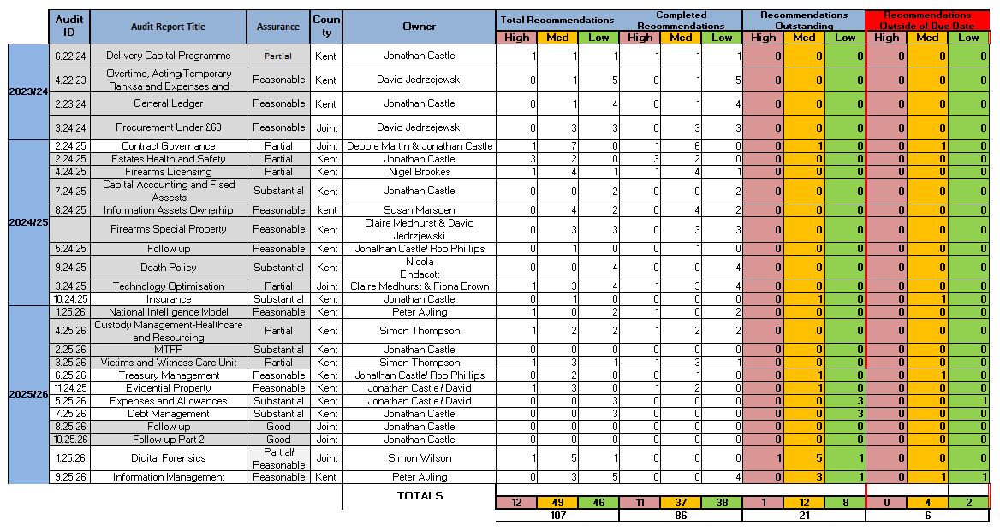 Audit ID Audit Report Title Assurance Coun ty Owner Total Recommendations Completed Recommendations Recommendations Outstanding Recommendations Outside of Due Date
High Med Low High Med Low High Med Low High Med Low
2023/24
6.22.24 Delivery Capital Programme Partial Kent Jonathan Castle 1 1 1 1 1 1 0 0 0 0 0 0
4.22.23 Overtime, Acting/Temporary Ranksa and Expenses and Reasonable Kent David Jedrzejewski 0 1 5 0 1 5 0 0 0 0 0 0
2.23.24 General Ledger Reasonable Kent Jonathan Castle 0 1 4 0 1 4 0 0 0 0 0 0
3.24.24 Procurement Under £60 Reasonable Joint David Jedrzejewski 0 3 3 0 3 3 0 0 0 0 0 0
2024/25
2.24.25 Contract Governance Partial Joint Debbie Martin & Jonathan Castle 1 7 0 1 6 0 0 1 0 0 1 0
2.24.25 Estates Health and Safety Partial Kent Jonathan Castle 3 2 0 3 2 0 0 0 0 0 0 0
4.24.25 Firearms Licensing Partial Kent Nigel Brookes 1 4 1 1 4 1 0 0 0 0 0 0
7.24.25 Capital Accounting and Fised Assests Substantial Kent Jonathan Castle 0 0 2 0 0 2 0 0 0 0 0 0
8.24.25 Information Assets Ownerhip Reasonable kent Susan Marsden 0 4 2 0 4 2 0 0 0 0 0 0
Firearms Special Property Reasonable Kent Claire Medhurst & David Jedrzjewski 0 3 3 0 3 3 0 0 0 0 0 0
5.24.25 Follow up Reasonable Kent Jonathan Castle/ Rob Phillips 0 1 0 0 1 0 0 0 0 0 0 0
9.24.25 Death Policy Substantial Kent Nicola Endacott 0 0 4 0 0 4 0 0 0 0 0 0
3.24.25 Technology Optimisation Partial Joint Claire Medhurst & Fiona Brown 1 3 4 1 3 4 0 0 0 0 0 0
10.24.25 Insurance Substantial Kent Jonathan Castle 0 1 0 0 0 0 0 1 0 0 1 0
2025/26
1.25.26 National Intelligence Model Reasonable Kent Peter Ayling 1 0 2 1 0 2 0 0 0 0 0 0
4.25.26 Custody Management-Healthcare and Resourcing Partial Kent Simon Thompson 1 2 2 1 2 2 0 0 0 0 0 0
2.25.26 MTFP Substantial Kent Jonathan Castle 0 0 0 0 0 0 0 0 0 0 0 0
3.25.26 Victims and Witness Care Unit Partial Kent Simon Thompson 1 3 1 1 3 1 0 0 0 0 0 0
6.25.26 Treasury Management Reasonable Kent Jonathan Castle/ Rob Phillips 0 2 0 0 1 0 0 1 0 0 1 0
11.24.25 Evidential Property Reasonable Kent Jonathan Castle / David 1 3 0 1 2 0 0 1 0 0 0 0
5.25.26 Expenses and Allowances Substantial Kent Jonathan Castle / David 0 0 3 0 0 0 0 0 3 0 0 1
7.25.26 Debt Management Substantial Kent Jonathan Castle 0 0 3 0 0 0 0 0 3 0 0 0
8.25.26 Follow up Good Joint Jonathan Castle 0 0 0 0 0 0 0 0 0 0 0 0
10.25.26 Follow up Part 2 Good Joint Jonathan Castle 0 0 0 0 0 0 0 0 0 0 0 0
1.25.26 Digital Forensics Partial/ Reasonable Joint Simon Wilson 1 5 1 0 0 0 1 5 1 0 0 0
9.25.26 Information Management Reasonable Kent Peter Ayling 0 3 5 0 0 4 0 3 1 0 1 1
TOTALS 12 49 46 11 37 38 1 12 8 0 4 2
107 86 21 6